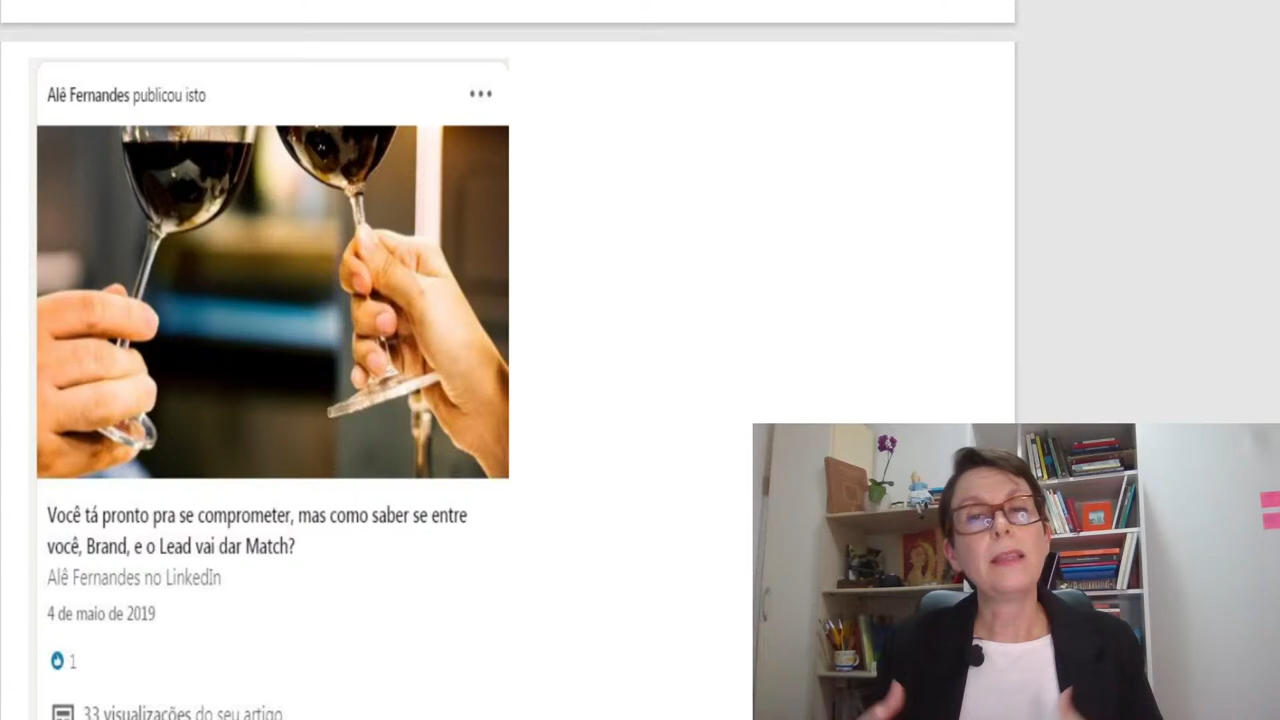 Alê Fernandes publicou isto
Você tá pronto pra se comprometer, mas como saber se entre
você, Brand, e o Lead vai dar Match?
Alê Fernandes no LinkedIn
4 de maio de 2019
1
33 visualizações do seu artigo